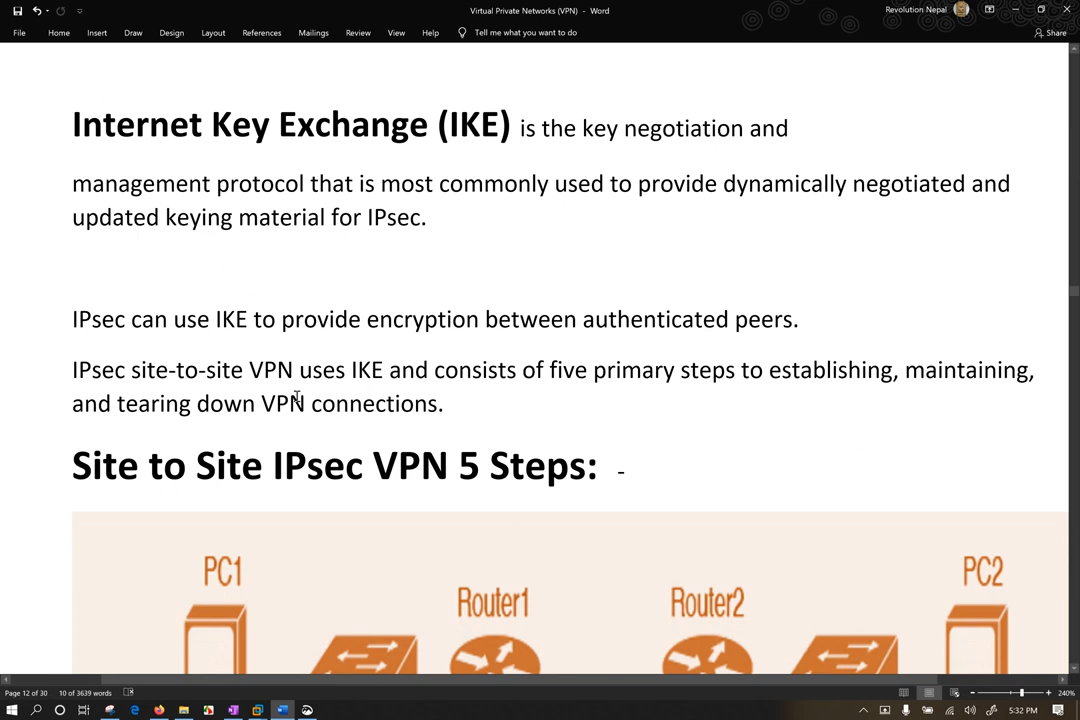 Virtual Private Networks (VPN) - Word
Revolution Nepal
File Home Insert Draw Design Layout References Mailings Review View Help Tell me what you want to do
Share
Internet Key Exchange (IKE) is the key negotiation and
management protocol that is most commonly used to provide dynamically negotiated and
updated keying material for IPsec.
IPsec can use IKE to provide encryption between authenticated peers.
IPsec site-to-site VPN uses IKE and consists of five primary steps to establishing, maintaining,
and tearing down VPN connections.
Site to Site IPsec VPN 5 Steps: -
PC1
PC2
Router1
Router2
Page 12 of 30 10 of 3639 words
240%
5:32 PM